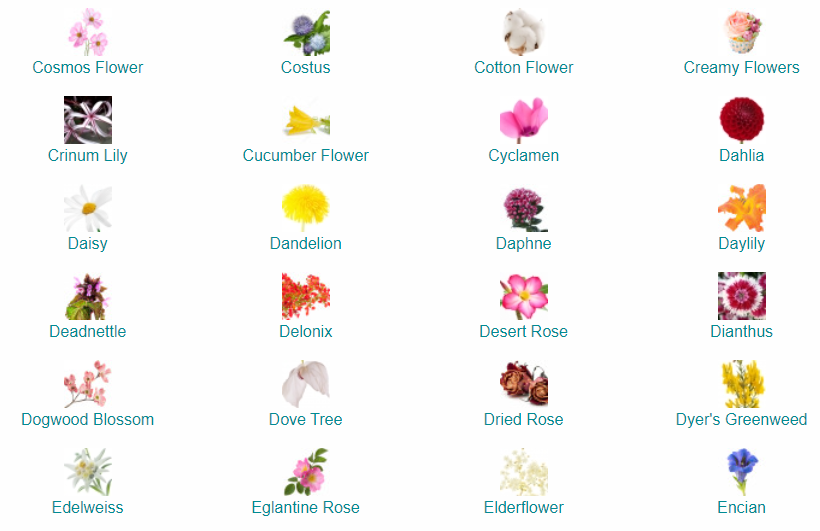 Cosmos Flower
Costus
Cotton Flower
Creamy Flowers
Crinum Lily
Cucumber Flower
Cyclamen
Dahlia
Daisy
Dandelion
Daphne
Daylily
Deadnettle
Delonix
Desert Rose
Dianthus
Dogwood Blossom
Dove Tree
Dried Rose
Dyer's Greenweed
Edelweiss
Eglantine Rose
Elderflower
Encian